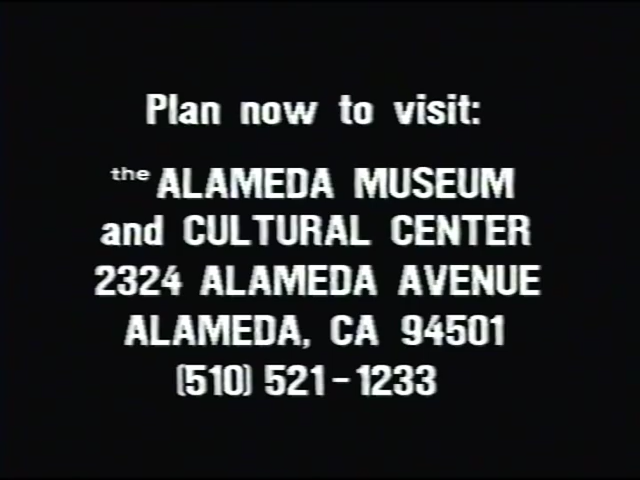 Plan now to visit:
the ALAMEDA MUSEUM
and CULTURAL CENTER
2324 ALAMEDA AVENUE
ALAMEDA, CA 94501
(510) 521-1233